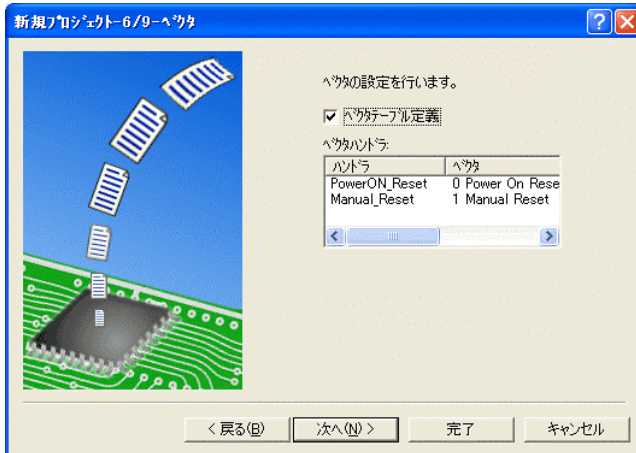 新規ﾌﾟﾛｼﾞｪｸﾄ-6/9-ﾍﾞｸﾀ
ﾍﾞｸﾀの設定を行います。
ﾍﾞｸﾀﾃｰﾌﾞﾙ定義
ﾍﾞｸﾀﾊﾝﾄﾞﾗ:
ﾊﾝﾄﾞﾗ ﾍﾞｸﾀ
PowerON_Reset 0 Power On Rese
Manual_Reset 1 Manual Reset
< 戻る(B) 次へ(N) > 完了 キャンセル